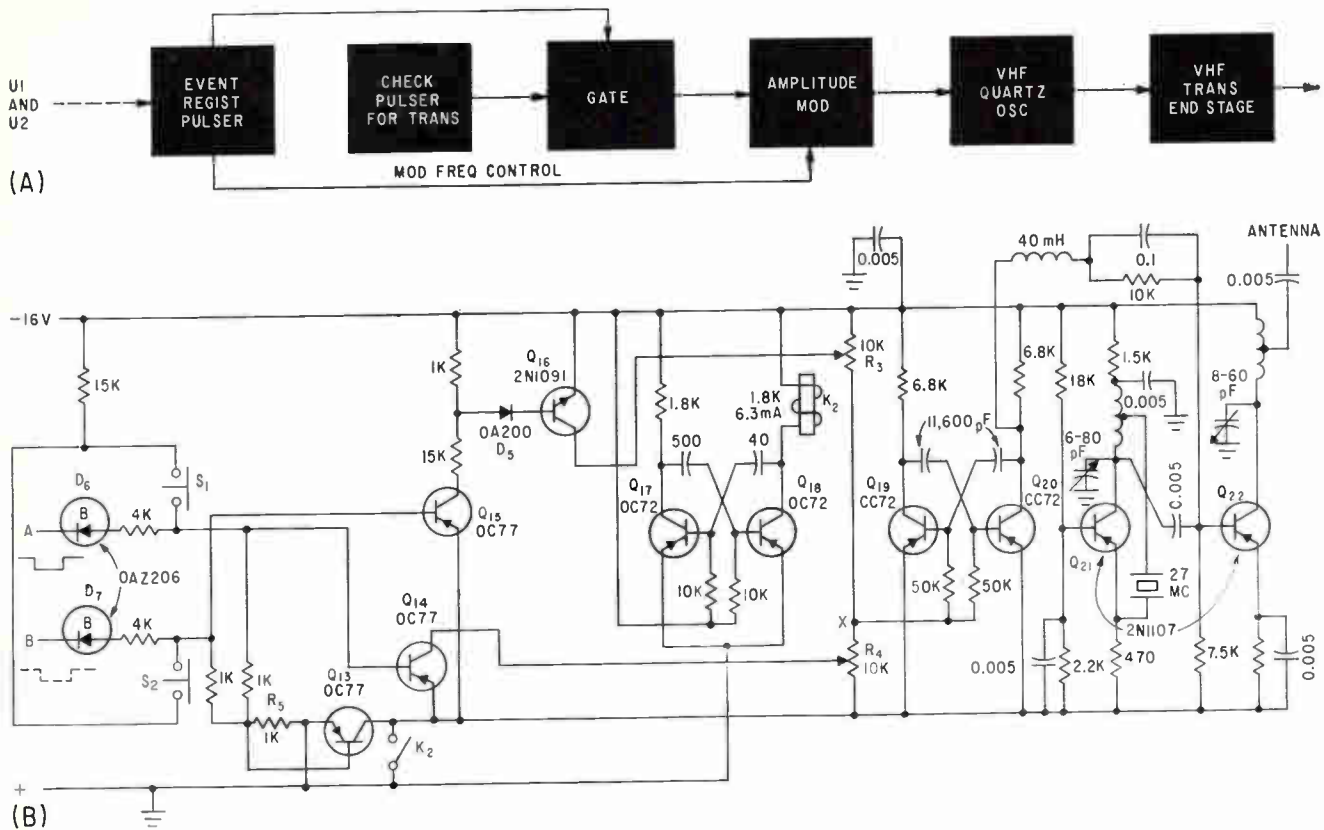 U1
AND
U2
EVENT
REGIST
PULSER
CHECK
PULSER
FOR TRANS
GATE
AMPLITUDE
MOD
VHF
QUARTZ
OSC
VHF
TRANS
END STAGE
MOD FREQ CONTROL
(A)
ANTENNA
40 mH
0.1
10K
0.005
0.005
-16V
15K
1K
Q16
2N1091
10K
R3
1.8K
1.8K
6.3mA
K2
6.8K
6.8K
18K
1.5K
0.005
8-60
pF
OA200
D5
15K
500
40
11,600 pF
6-80
pF
D6
S1
B
A
4K
Q15
OC77
Q17
OC72
Q18
OC72
Q19
CC72
Q20
CC72
C.005
Q22
OAZ206
D7
B
B
4K
S2
Q14
OC77
10K
10K
50K
50K
Q21
27
MC
2N1107
X
1K
1K
Q13
OC77
R4
10K
0.005
2.2K
470
7.5K
0.005
R5
1K
K2
+
(B)